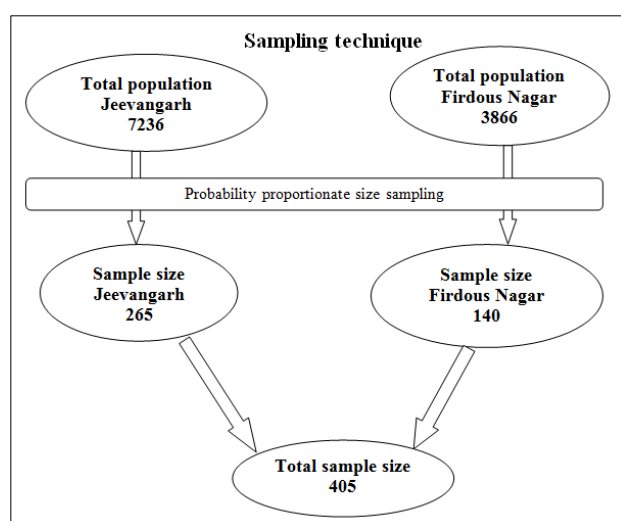 Sampling technique
Total population
Jeevangarh
7236
Total population
Firdous Nagar
3866
Probability proportionate size sampling
Sample size
Jeevangarh
265
Sample size
Firdous Nagar
140
Total sample size
405